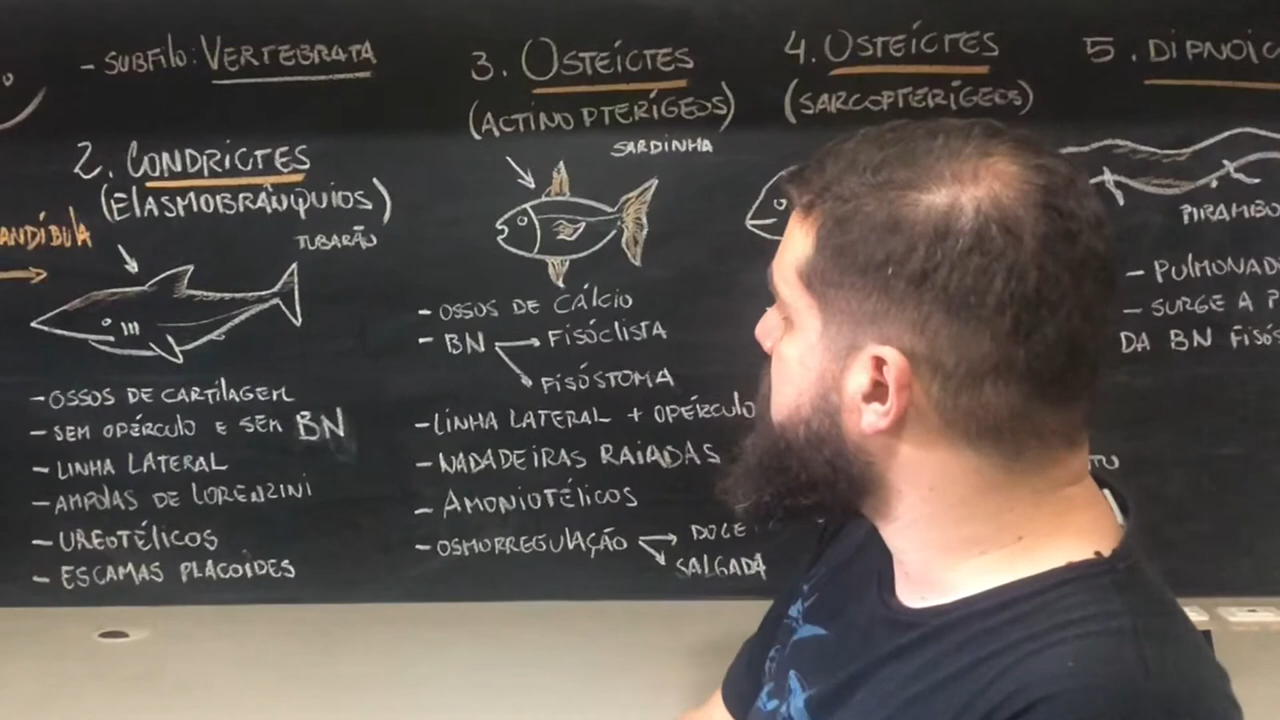 - SUBFILO: VERTEBRATA
2. CONDRICTES
(ELASMOBRÂNQUIOS)
TUBARÃO
- OSSOS DE CARTILAGEM
- SEM OPÉRCULO E SEM BN
- LINHA LATERAL
- AMPOLAS DE LORENZINI
- UREOTÉLICOS
- ESCAMAS PLACOIDES
3. OSTEÍCTES
(ACTINOPTERÍGEOS)
SARDINHA
- OSSOS DE CÁLCIO
- BN → FISÓCLISTA
FISÓSTOMA
- LINHA LATERAL + OPÉRCULO
- NADADEIRAS RAIADAS
- AMONIOTÉLICOS
- OSMORREGULAÇÃO → DOCE
SALGADA
4. OSTEÍCTES
(SARCOPTERÍGEOS)
5. DIPNOIC
PIRAMBO
- PULMONAD
- SURGE A P
DA BN FISÓS